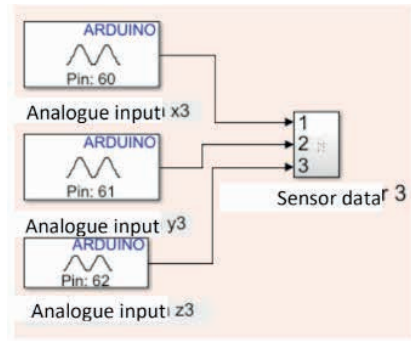 ARDUINO
Pin: 60
Analogue input x3
ARDUINO
Pin: 61
Analogue input y3
ARDUINO
Pin: 62
Analogue input z3
1
2
3
Sensor data r 3